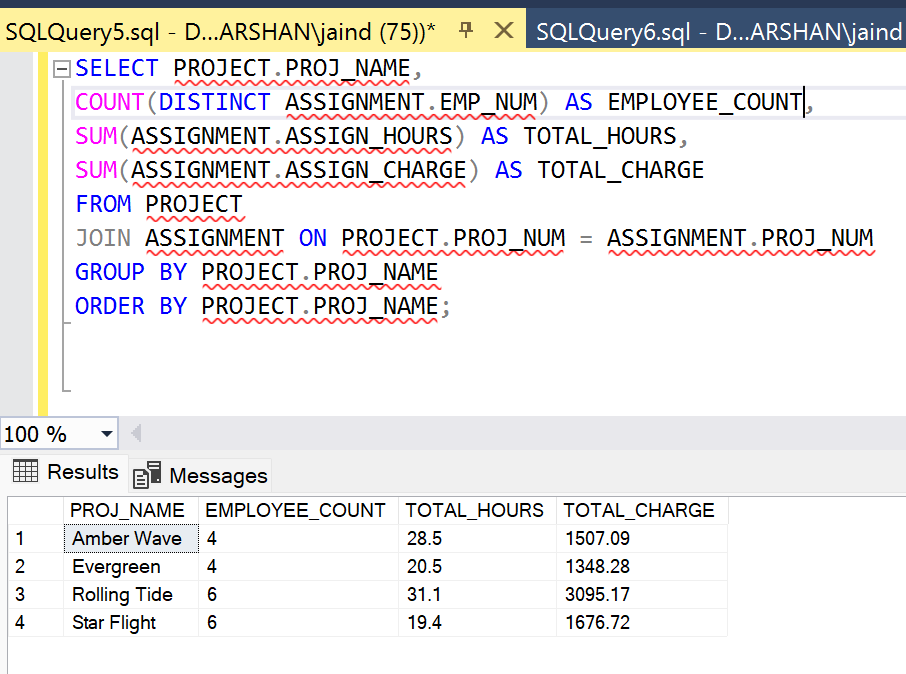 SQLQuery5.sql - D...ARSHAN\jaind (75))* SQLQuery6.sql - D...ARSHAN\jaind
SELECT PROJECT.PROJ_NAME,
COUNT(DISTINCT ASSIGNMENT.EMP_NUM) AS EMPLOYEE_COUNT,
SUM(ASSIGNMENT.ASSIGN_HOURS) AS TOTAL_HOURS,
SUM(ASSIGNMENT.ASSIGN_CHARGE) AS TOTAL_CHARGE
FROM PROJECT
JOIN ASSIGNMENT ON PROJECT.PROJ_NUM = ASSIGNMENT.PROJ_NUM
GROUP BY PROJECT.PROJ_NAME
ORDER BY PROJECT.PROJ_NAME;
100 %
Results Messages
PROJ_NAME EMPLOYEE_COUNT TOTAL_HOURS TOTAL_CHARGE
1 Amber Wave 4 28.5 1507.09
2 Evergreen 4 20.5 1348.28
3 Rolling Tide 6 31.1 3095.17
4 Star Flight 6 19.4 1676.72